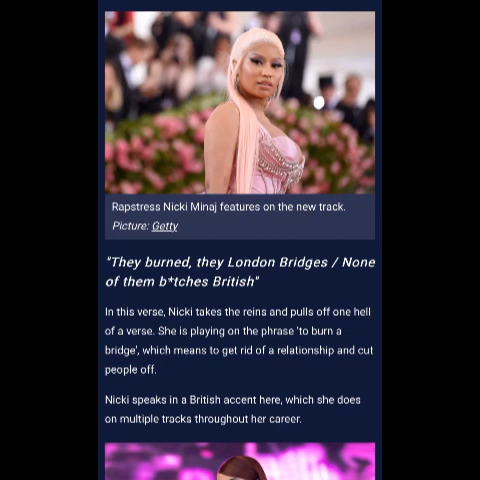 Rapstress Nicki Minaj features on the new track.
Picture: Getty
"They burned, they London Bridges / None
of them b*tches British"
In this verse, Nicki takes the reins and pulls off one hell
of a verse. She is playing on the phrase 'to burn a
bridge', which means to get rid of a relationship and cut
people off.
Nicki speaks in a British accent here, which she does
on multiple tracks throughout her career.